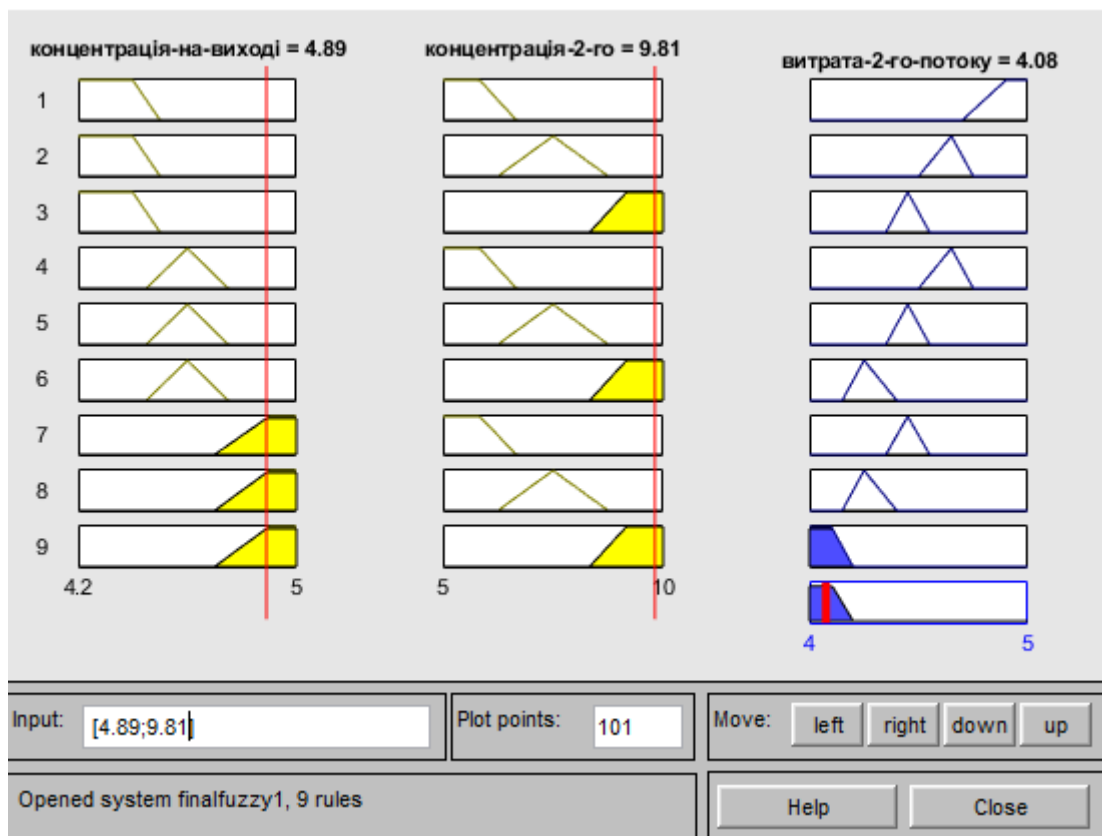 концентрація-на-виході = 4.89
концентрація-2-го = 9.81
витрата-2-го-потоку = 4.08
1
2
3
4
5
6
7
8
9
4.2 5
5 10
4 5
Input: [4.89;9.81]
Plot points: 101
Move: left right down up
Opened system finalfuzzy1, 9 rules
Help Close